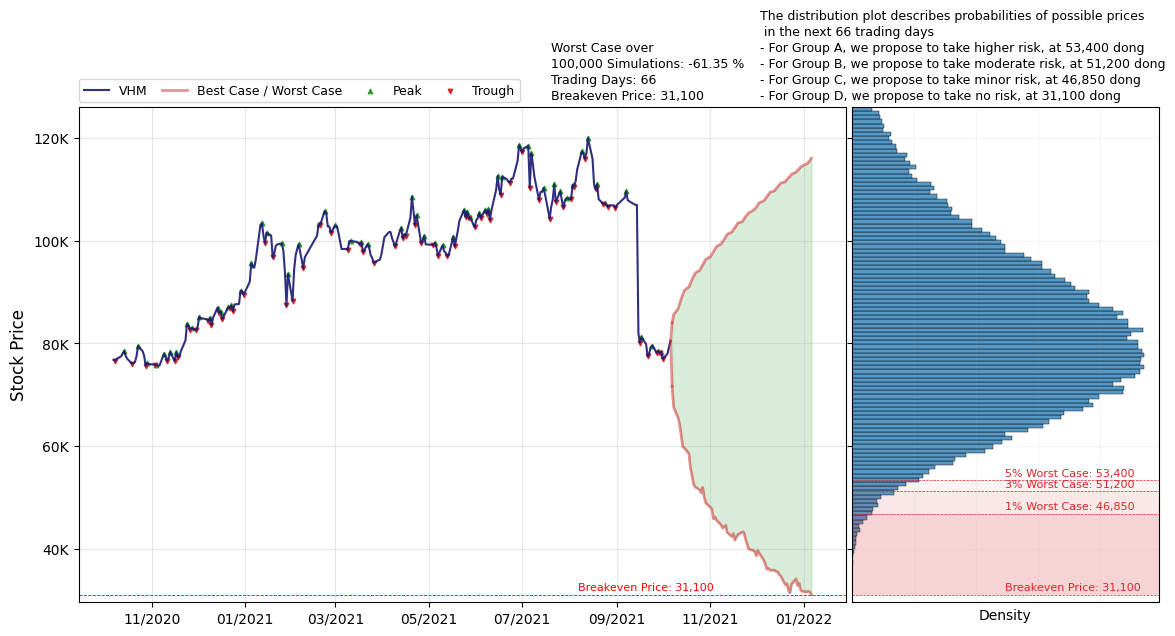 The distribution plot describes probabilities of possible prices
in the next 66 trading days
- For Group A, we propose to take higher risk, at 53,400 dong
- For Group B, we propose to take moderate risk, at 51,200 dong
- For Group C, we propose to take minor risk, at 46,850 dong
- For Group D, we propose to take no risk, at 31,100 dong
Worst Case over
100,000 Simulations: -61.35 %
Trading Days: 66
Breakeven Price: 31,100
VHM
Best Case / Worst Case
Peak
Trough
Stock Price
120K
100K
80K
60K
40K
Breakeven Price: 31,100
11/2020
01/2021
03/2021
05/2021
07/2021
09/2021
11/2021
01/2022
5% Worst Case: 53,400
3% Worst Case: 51,200
1% Worst Case: 46,850
Breakeven Price: 31,100
Density